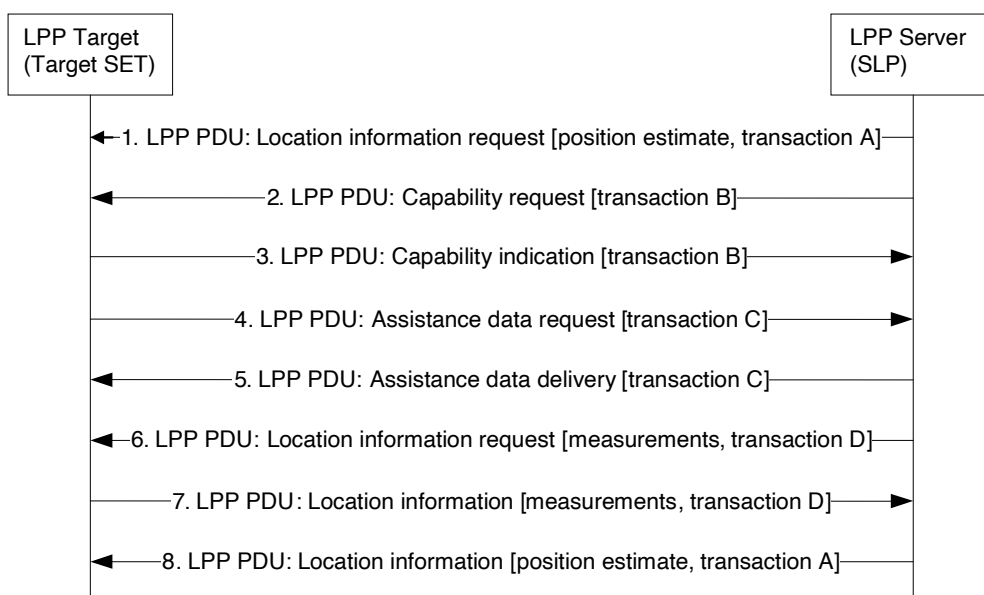 LPP Target
(Target SET)
LPP Server
(SLP)
1. LPP PDU: Location information request [position estimate, transaction A]
2. LPP PDU: Capability request [transaction B]
3. LPP PDU: Capability indication [transaction B]
4. LPP PDU: Assistance data request [transaction C]
5. LPP PDU: Assistance data delivery [transaction C]
6. LPP PDU: Location information request [measurements, transaction D]
7. LPP PDU: Location information [measurements, transaction D]
8. LPP PDU: Location information [position estimate, transaction A]